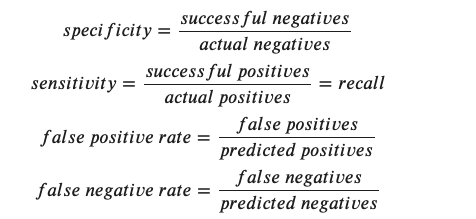 specificity = successful negatives / actual negatives
sensitivity = successful positives / actual positives = recall
false positive rate = false positives / predicted positives
false negative rate = false negatives / predicted negatives